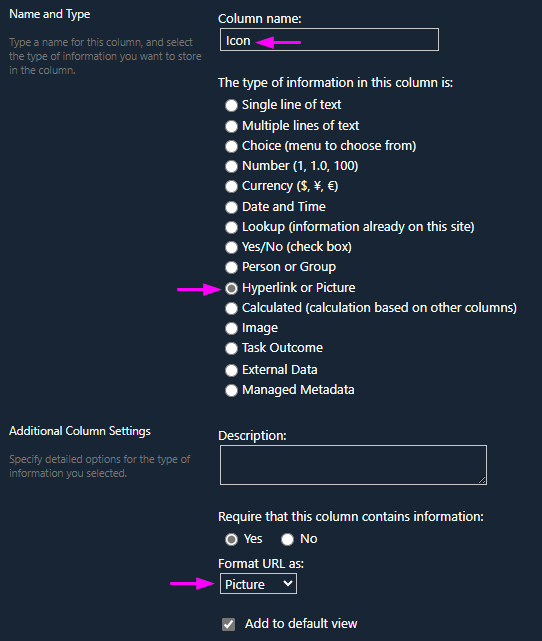 Name and Type
Type a name for this column, and select
the type of information you want to store
in the column.
Column name:
Icon
The type of information in this column is:
Single line of text
Multiple lines of text
Choice (menu to choose from)
Number (1, 1.0, 100)
Currency ($, ¥, €)
Date and Time
Lookup (information already on this site)
Yes/No (check box)
Person or Group
Hyperlink or Picture
Calculated (calculation based on other columns)
Image
Task Outcome
External Data
Managed Metadata
Additional Column Settings
Specify detailed options for the type of
information you selected.
Description:
Require that this column contains information:
Yes No
Format URL as:
Picture
Add to default view